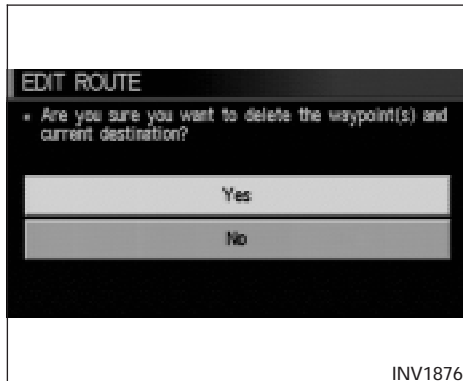 EDIT ROUTE
• Are you sure you want to delete the waypoint(s) and
current destination?
Yes
No
INV1876